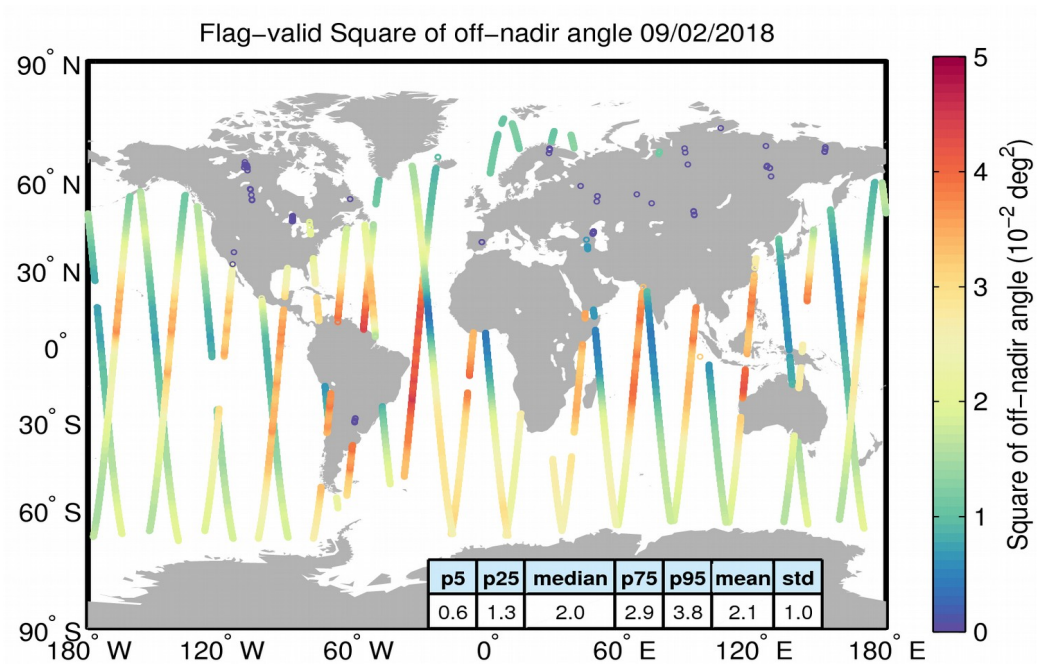 Flag−valid Square of off−nadir angle 09/02/2018
90° N
60° N
30° N
0°
30° S
60° S
90° S
180° W 120° W 60° W 0° 60° E 120° E 180° E
p5 p25 median p75 p95 mean std
0.6 1.3 2.0 2.9 3.8 2.1 1.0
5
4
3
2
1
0
Square of off−nadir angle (10⁻² deg²)